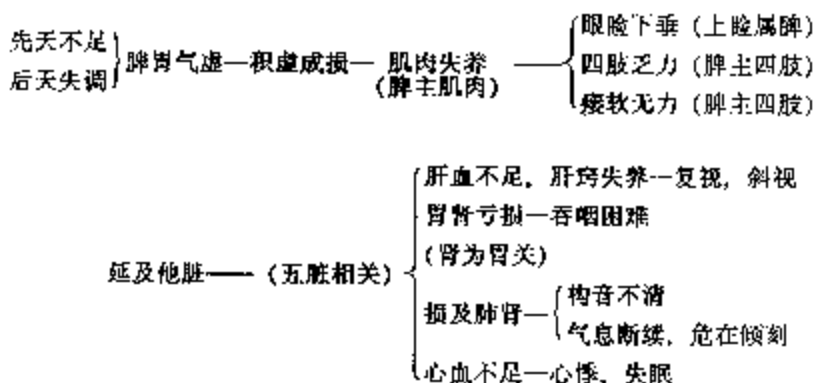 先天不足
后天失调
脾胃气虚—积虚成损—肌肉失养
(脾主肌肉)
眼睑下垂(上睑属脾)
四肢乏力(脾主四肢)
痿软无力(脾主四肢)
延及他脏——(五脏相关)
肝血不足,肝窍失养—复视,斜视
胃肾亏损—吞咽困难
(肾为胃关)
损及肺肾—
构音不清
气息断续,危在倾刻
心血不足—心悸,失眠